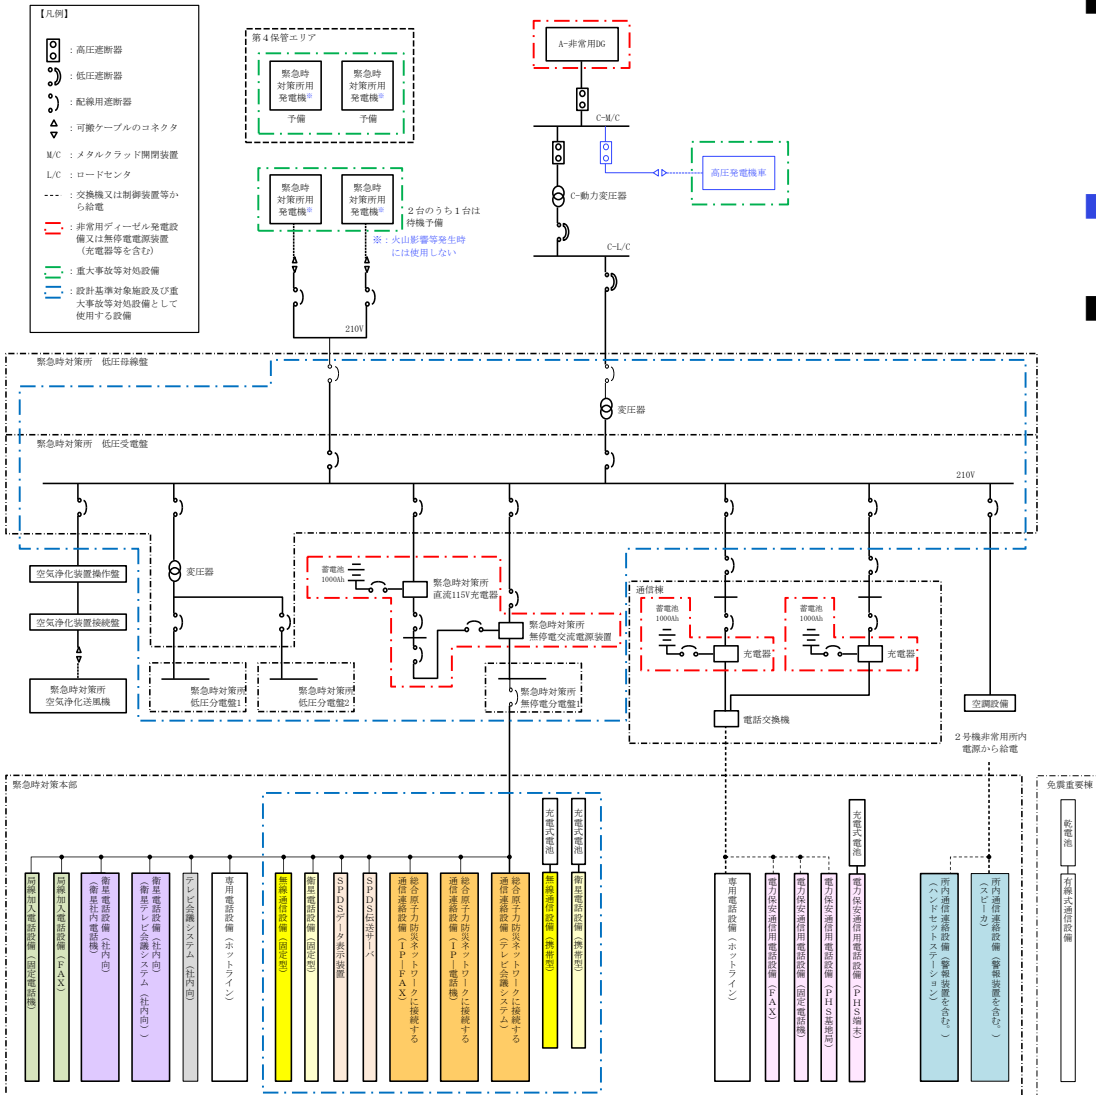 【凡例】
：高圧遮断器
：低圧遮断器
：配線用遮断器
：可搬ケーブルのコネクタ
M/C ：メタルクラッド開閉装置
L/C ：ロードセンタ
：交換機又は制御装置等か
ら給電
：非常用ディーゼル発電設
備又は無停電電源装置
（充電器等を含む）
：重大事故等対処設備
：設計基準対象施設及び重
大事故等対処設備として
使用する設備
第４保管エリア
緊急時
対策所用
発電機※
予備
緊急時
対策所用
発電機※
予備
緊急時
対策所用
発電機※
緊急時
対策所用
発電機※
２台のうち１台は
待機予備
※：火山影響等発生時
には使用しない
210V
A-非常用DG
C-M/C
C-動力変圧器
C-L/C
高圧発電機車
緊急時対策所　低圧母線盤
変圧器
緊急時対策所　低圧受電盤
210V
空気浄化装置操作盤
空気浄化装置接続盤
緊急時対策所
空気浄化送風機
変圧器
緊急時対策所
低圧分電盤1
緊急時対策所
低圧分電盤2
蓄電池
1000Ah
緊急時対策所
直流115V充電器
緊急時対策所
無停電交流電源装置
緊急時対策所
無停電分電盤1
通信棟
蓄電池
1000Ah
充電器
蓄電池
1000Ah
充電器
電話交換機
空調設備
２号機非常用所内
電源から給電
緊急時対策本部
局線加入電話設備（固定電話機）
局線加入電話設備（FAX）
衛星電話設備（社内向）
（衛星社内電話機）
衛星電話設備（社内向）
（衛星テレビ会議システム（社内向））
テレビ会議システム（社内向）
専用電話設備（ホットライン）
無線通信設備（固定型）
衛星電話設備（固定型）
SPDSデータ表示装置
SPDS伝送サーバ
総合原子力防災ネットワークに接続する
通信連絡設備（IP－FAX）
総合原子力防災ネットワークに接続する
通信連絡設備（IP－電話機）
総合原子力防災ネットワークに接続する
通信連絡設備（テレビ会議システム）
充電式電池
無線通信設備（携帯型）
充電式電池
衛星電話設備（携帯型）
専用電話設備（ホットライン）
電力保安通信用電話設備（FAX）
電力保安通信用電話設備（固定電話機）
電力保安通信用電話設備（PHS基地局）
充電式電池
電力保安通信用電話設備（PHS端末）
所内通信連絡設備（警報装置を含む。）
（ハンドセットステーション）
所内通信連絡設備（警報装置を含む。）
（スピーカ）
免震重要棟
乾電池
有線式通信設備